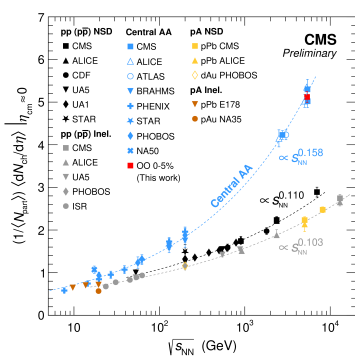 (1/⟨N_part⟩) ⟨dN_ch/dη⟩ |η_cm≈0
7
6
5
4
3
2
1
0
CMS
Preliminary
pp (pp̅) NSD
CMS
ALICE
CDF
UA5
UA1
STAR
pp (pp̅) Inel.
CMS
ALICE
UA5
PHOBOS
ISR
Central AA
CMS
ALICE
ATLAS
BRAHMS
PHENIX
STAR
PHOBOS
NA50
OO 0-5%
(This work)
pA NSD
pPb CMS
pPb ALICE
dAu PHOBOS
pA Inel.
pPb E178
pAu NA35
Central AA
∝ s_NN^0.158
∝ s_NN^0.110
∝ s_NN^0.103
10
10²
10³
10⁴
√s_NN (GeV)